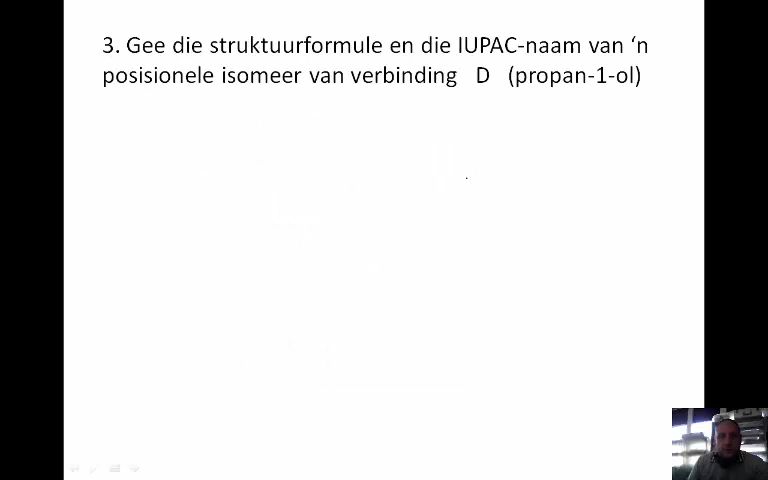 3. Gee die struktuurformule en die IUPAC-naam van ‘n
posisionele isomeer van verbinding D (propan-1-ol)